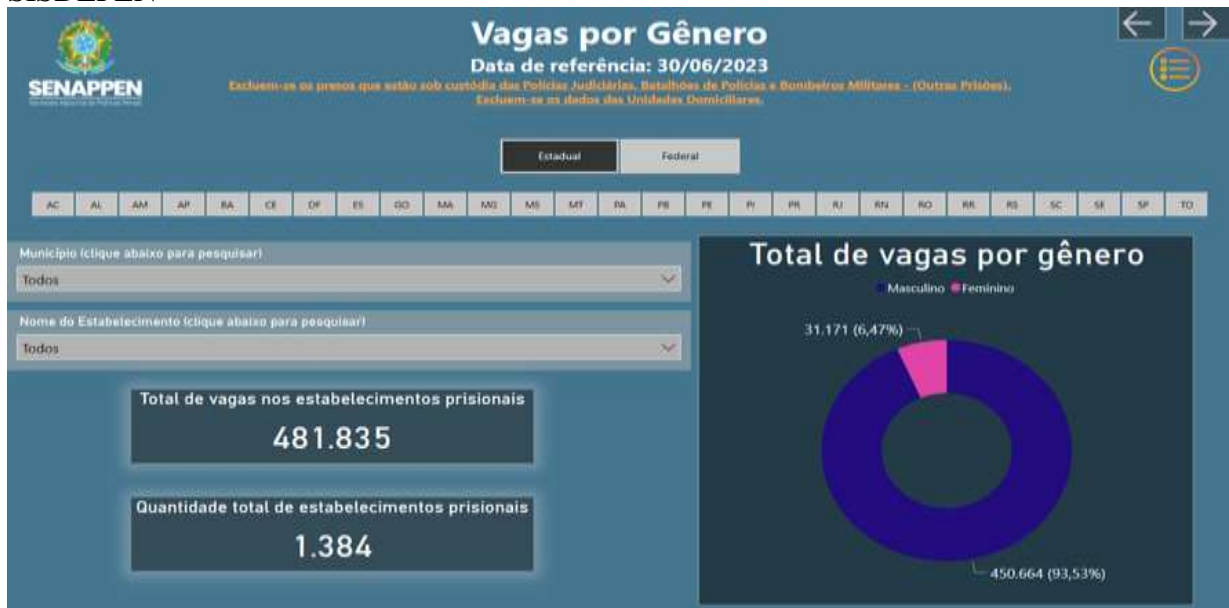 SISDEPEN
Vagas por Gênero
Data de referência: 30/06/2023
SENAPPEN
Excluem-se os presos que estão sob custódia das Polícias Judiciárias, Batalhões de Polícias e Bombeiros Militares - (Outras Prisões).
Excluem-se os dados das Unidades Domiciliares.
Estadual Federal
AC AL AM AP BA CE DF ES GO MA MG MS MT PA PB PE PI PR RJ RN RO RR RS SC SE SP TO
Município (clique abaixo para pesquisar)
Todos
Nome do Estabelecimento (clique abaixo para pesquisar)
Todos
Total de vagas nos estabelecimentos prisionais
481.835
Quantidade total de estabelecimentos prisionais
1.384
Total de vagas por gênero
Masculino Feminino
31.171 (6,47%)
450.664 (93,53%)